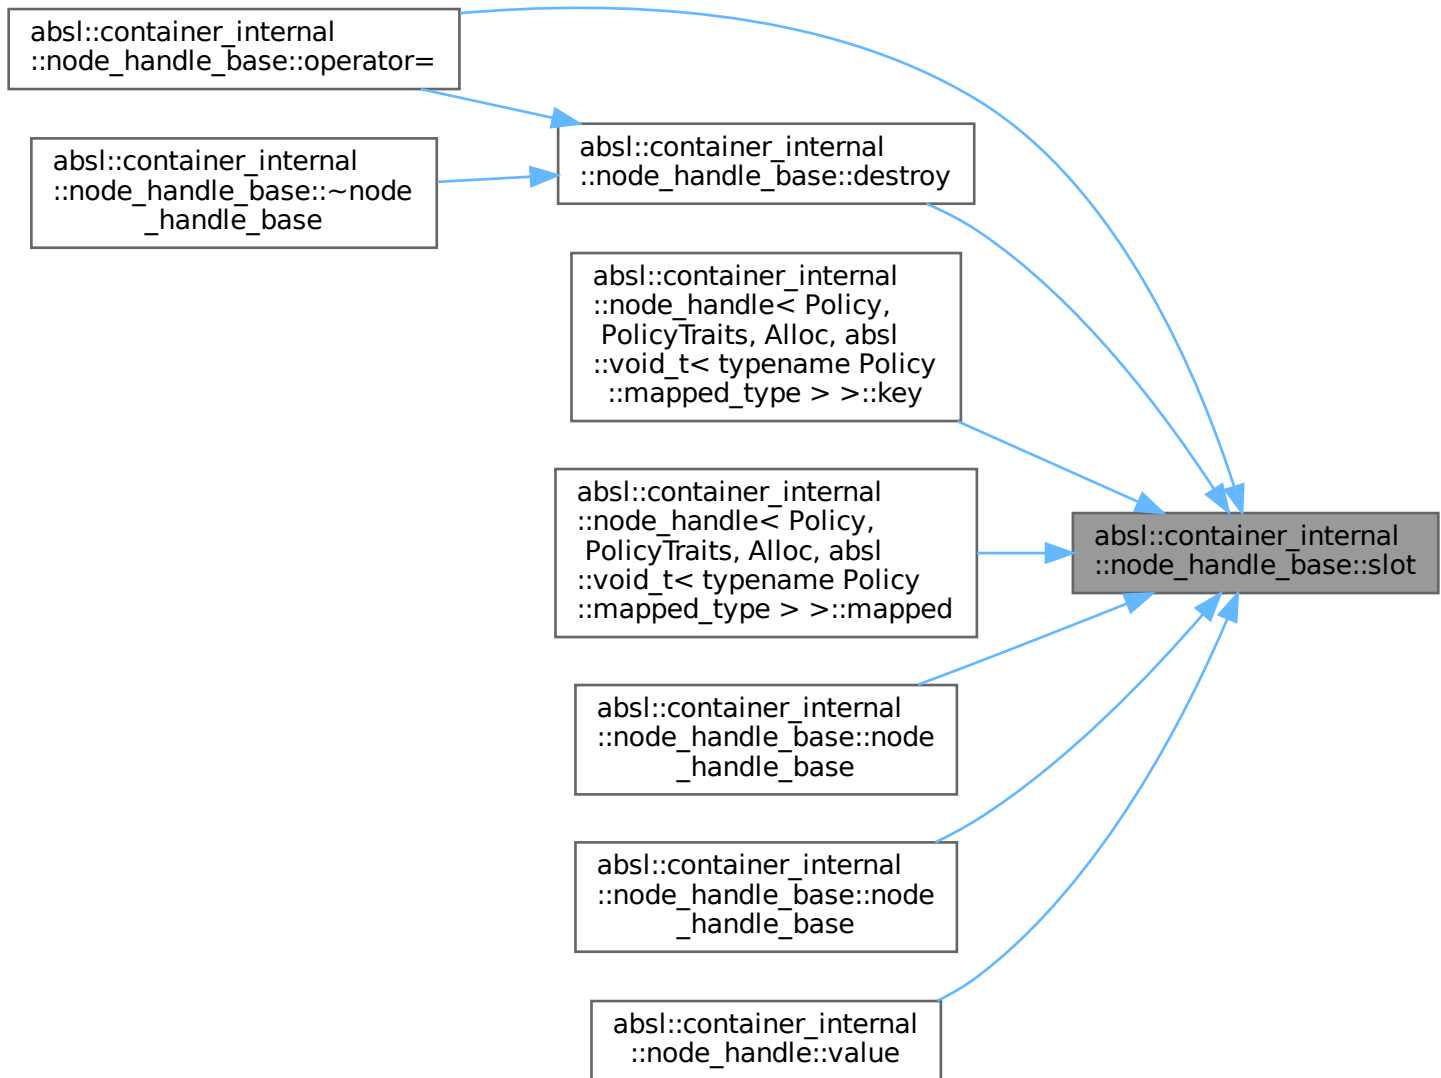 absl::container_internal
::node_handle_base::operator=
absl::container_internal
::node_handle_base::~node
_handle_base
absl::container_internal
::node_handle_base::destroy
absl::container_internal
::node_handle< Policy,
PolicyTraits, Alloc, absl
::void_t< typename Policy
::mapped_type > >::key
absl::container_internal
::node_handle< Policy,
PolicyTraits, Alloc, absl
::void_t< typename Policy
::mapped_type > >::mapped
absl::container_internal
::node_handle_base::slot
absl::container_internal
::node_handle_base::node
_handle_base
absl::container_internal
::node_handle_base::node
_handle_base
absl::container_internal
::node_handle::value